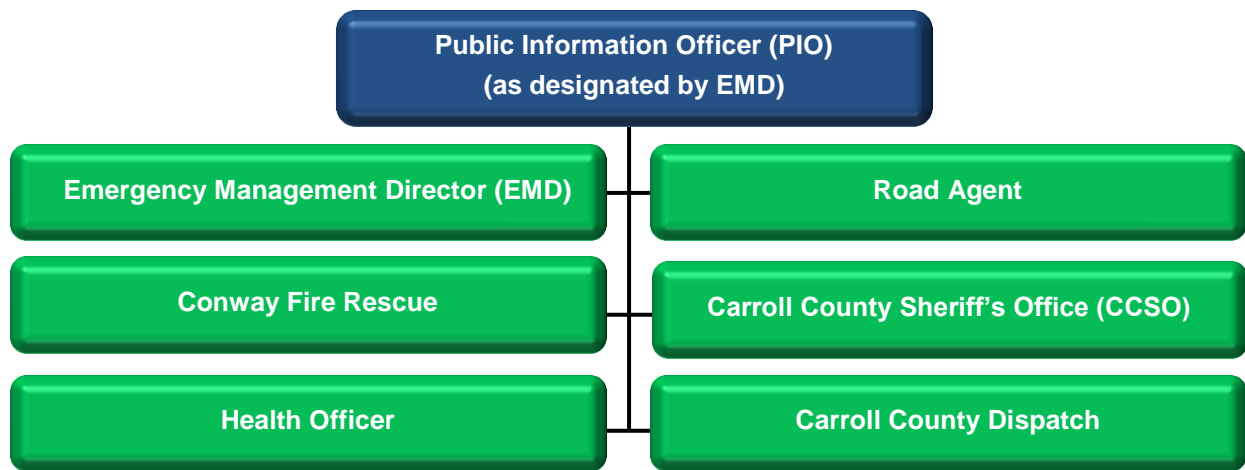 Public Information Officer (PIO)
(as designated by EMD)
Emergency Management Director (EMD)
Road Agent
Conway Fire Rescue
Carroll County Sheriff’s Office (CCSO)
Health Officer
Carroll County Dispatch